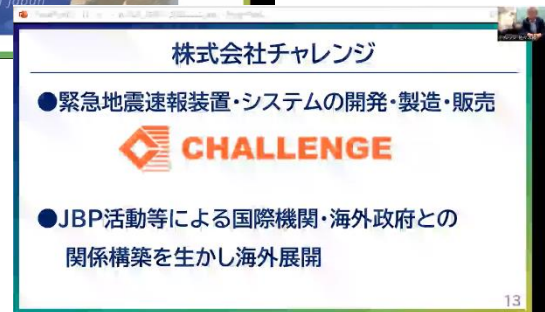 株式会社チャレンジ
●緊急地震速報装置・システムの開発・製造・販売
CHALLENGE
●JBP活動等による国際機関・海外政府との
関係構築を生かし海外展開
13